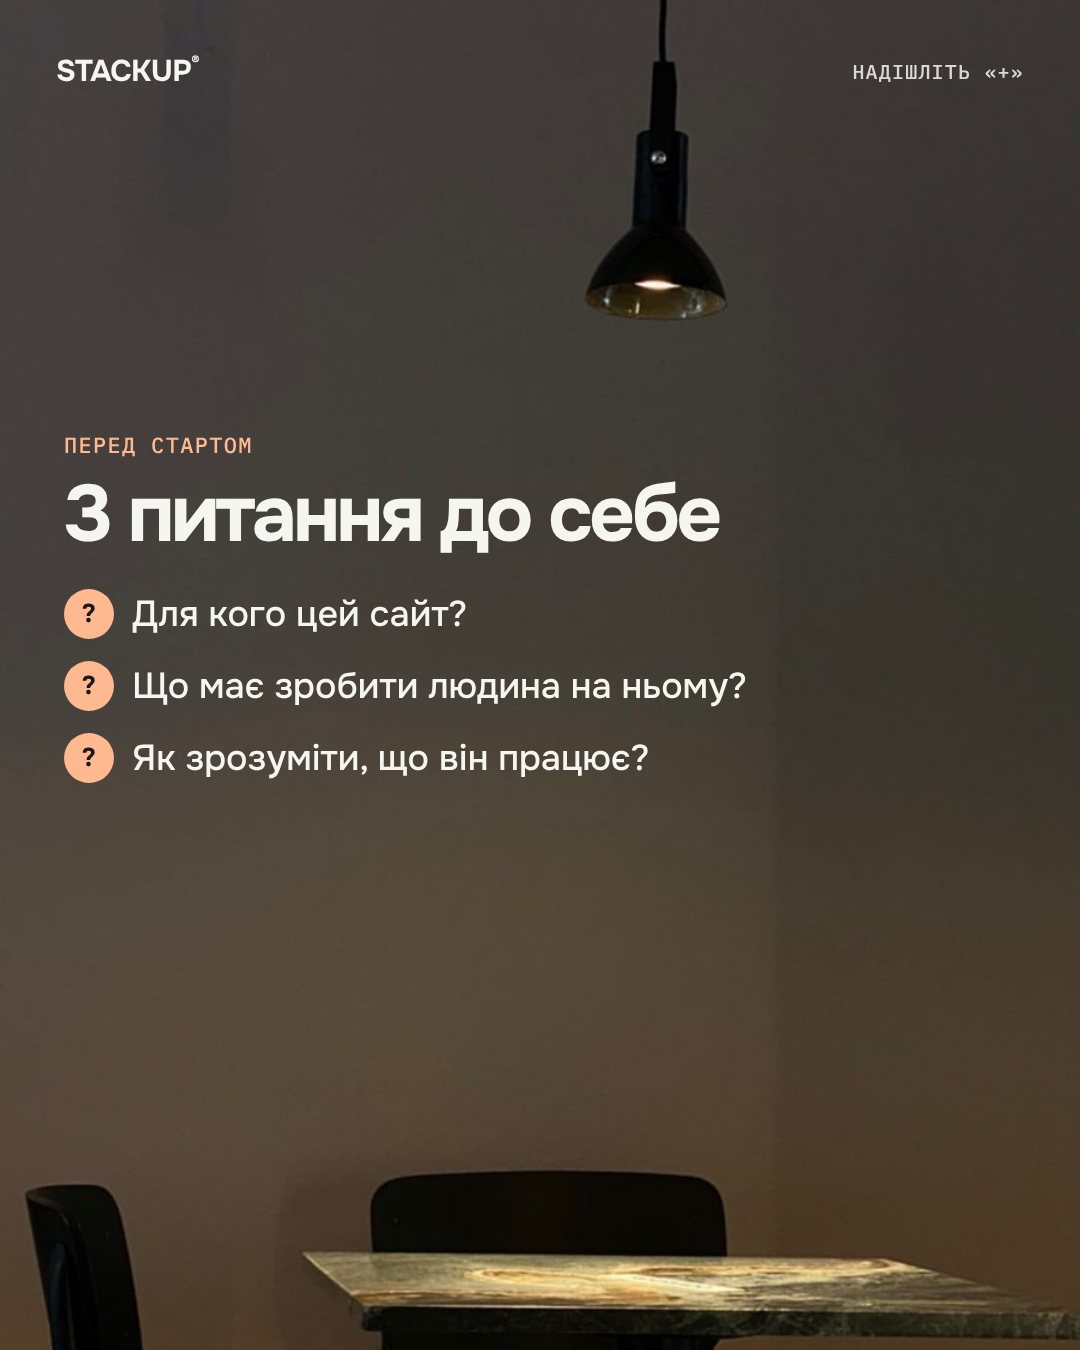 STACKUP®
НАДІШЛІТЬ «+»
ПЕРЕД СТАРТОМ
3 питання до себе
? Для кого цей сайт?
? Що має зробити людина на ньому?
? Як зрозуміти, що він працює?